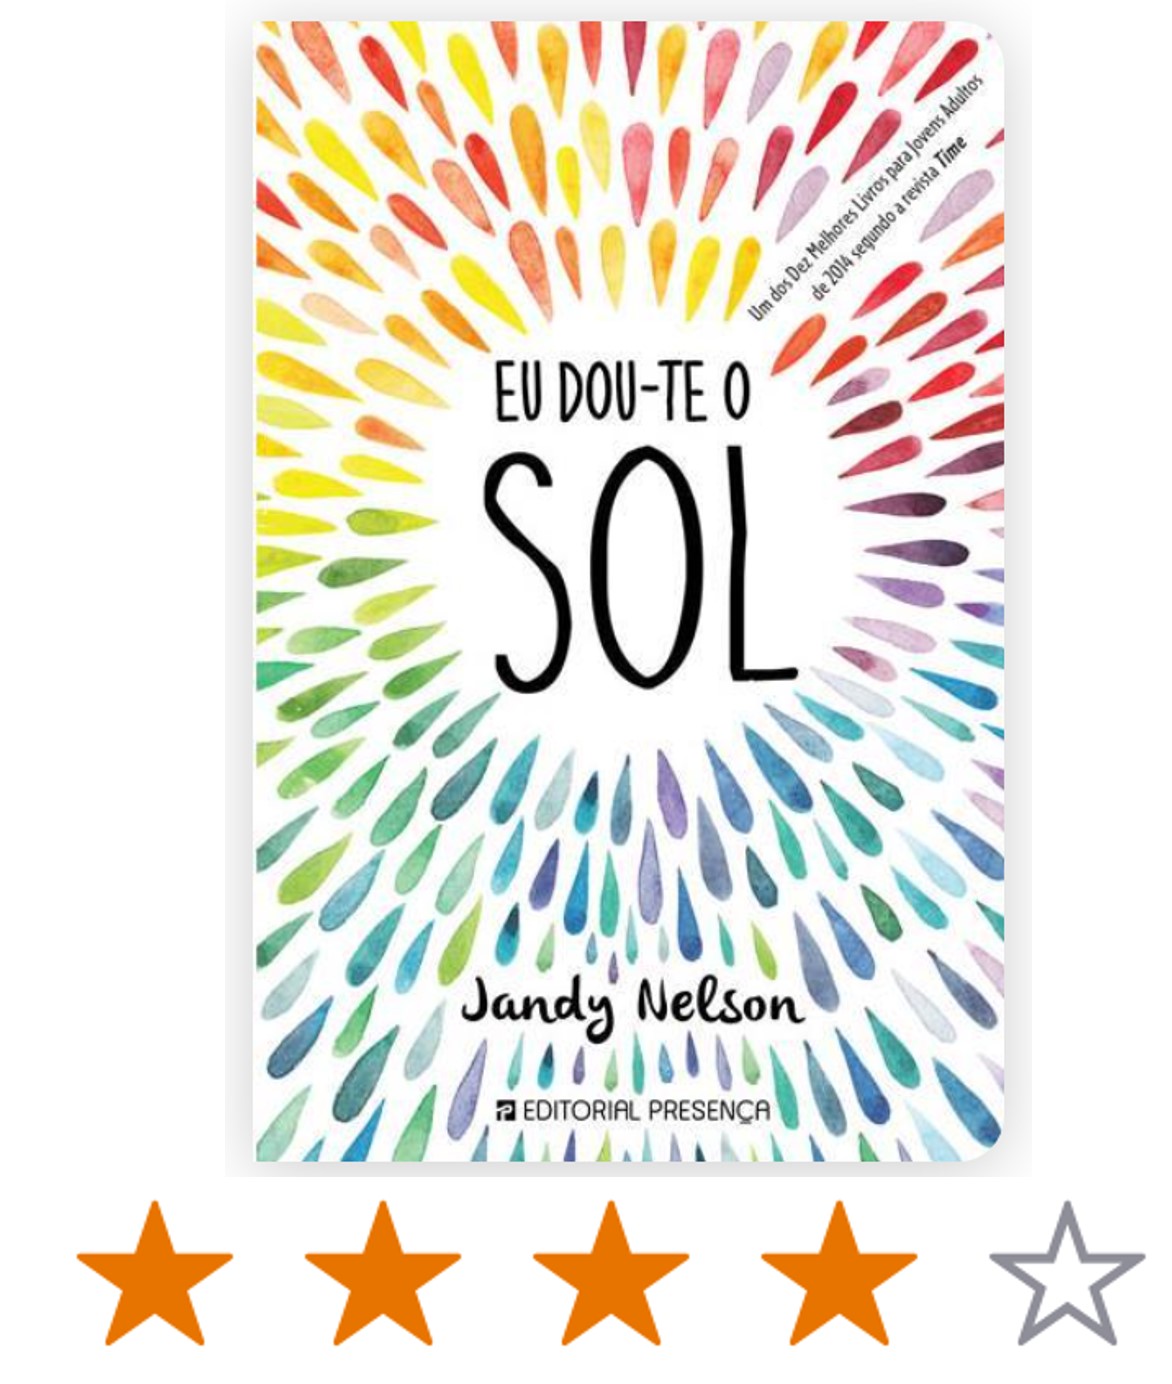 Um dos Dez Melhores Livros para Jovens Adultos
de 2014 segundo a revista Time
EU DOU-TE O
SOL
Jandy Nelson
EDITORIAL PRESENÇA